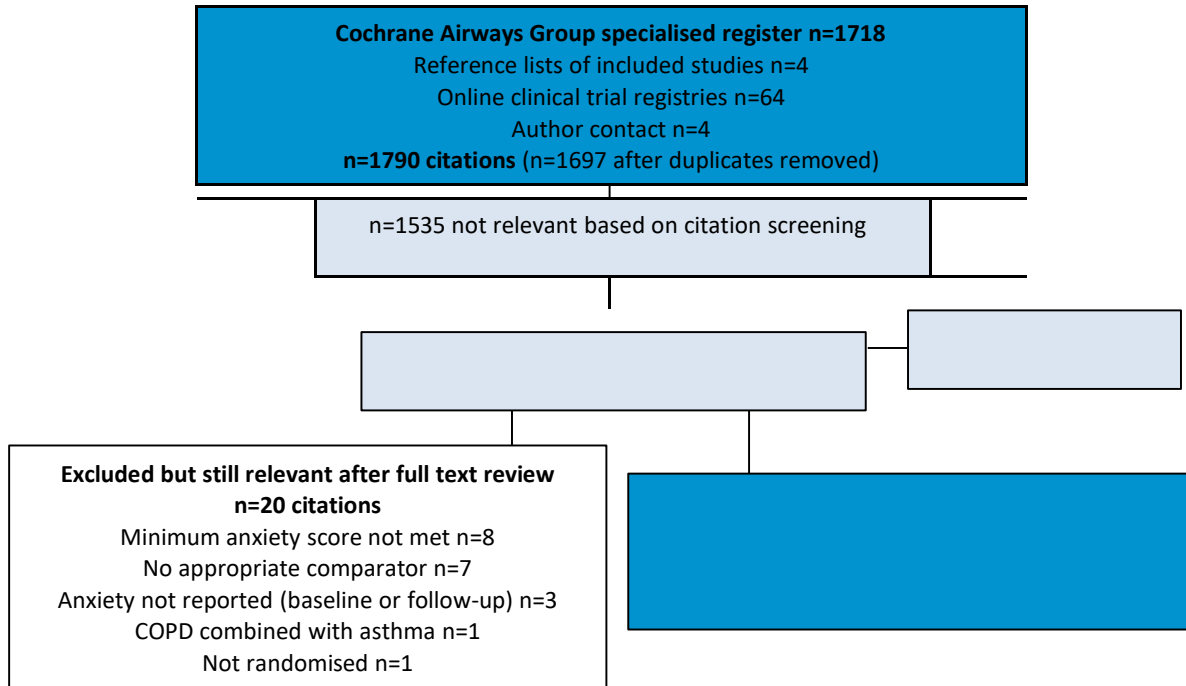 Cochrane Airways Group specialised register n=1718
Reference lists of included studies n=4
Online clinical trial registries n=64
Author contact n=4
n=1790 citations (n=1697 after duplicates removed)
n=1535 not relevant based on citation screening
Excluded but still relevant after full text review
n=20 citations
Minimum anxiety score not met n=8
No appropriate comparator n=7
Anxiety not reported (baseline or follow-up) n=3
COPD combined with asthma n=1
Not randomised n=1